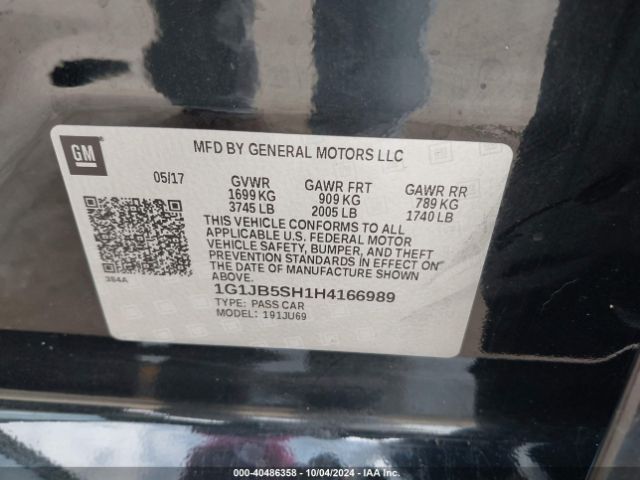 GM
MFD BY GENERAL MOTORS LLC
05/17 GVWR GAWR FRT GAWR RR
1699 KG 909 KG 789 KG
3745 LB 2005 LB 1740 LB
THIS VEHICLE CONFORMS TO ALL
APPLICABLE U.S. FEDERAL MOTOR
VEHICLE SAFETY, BUMPER, AND THEFT
PREVENTION STANDARDS IN EFFECT ON
THE DATE OF MANUFACTURE SHOWN
ABOVE.
384A
1G1JB5SH1H4166989
TYPE: PASS CAR
MODEL: 191JU69
000-40486358 - 10/04/2024 - IAA Inc.